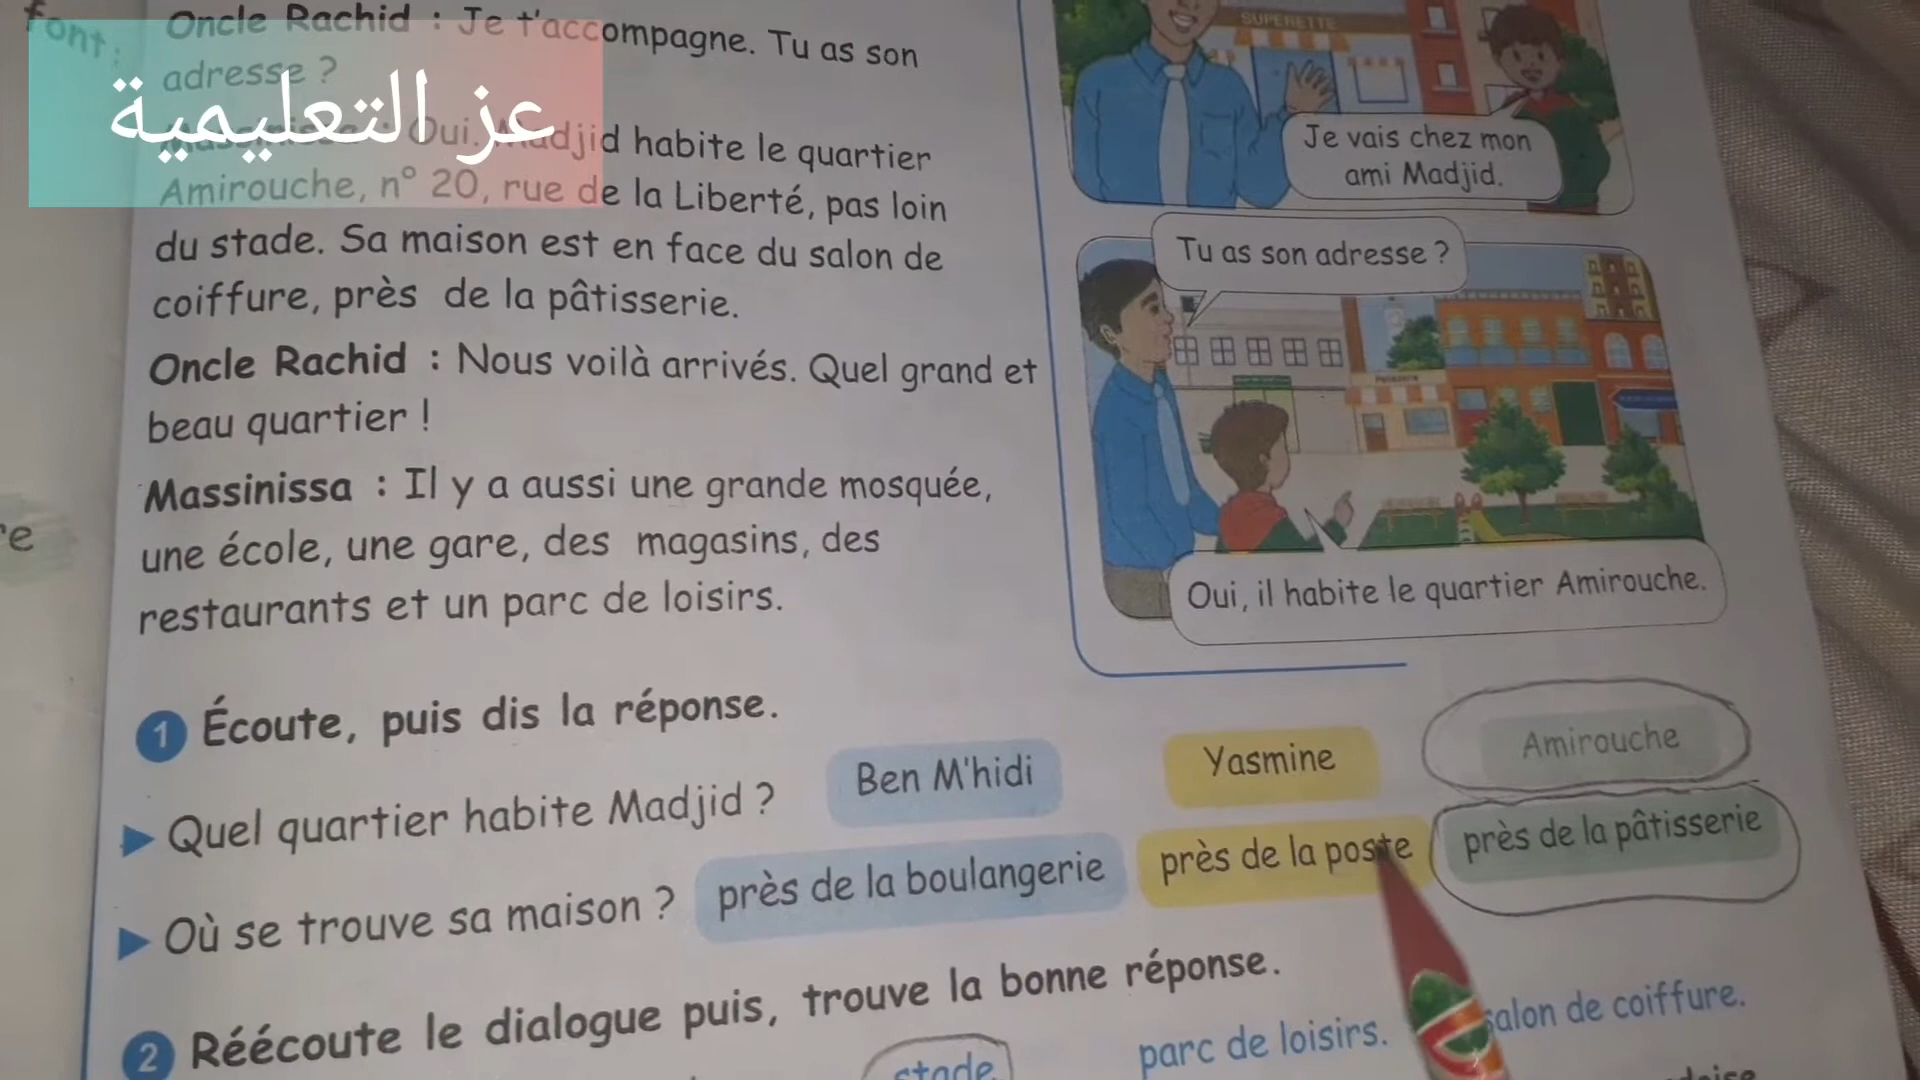 font:
Oncle Rachid : Je t'accompagne. Tu as son
adresse ?
عز التعليمية
Massinissa : Oui. Madjid habite le quartier
Amirouche, n° 20, rue de la Liberté, pas loin
du stade. Sa maison est en face du salon de
coiffure, près de la pâtisserie.
Oncle Rachid : Nous voilà arrivés. Quel grand et
beau quartier !
Massinissa : Il y a aussi une grande mosquée,
une école, une gare, des magasins, des
restaurants et un parc de loisirs.
SUPERETTE
Je vais chez mon
ami Madjid.
Tu as son adresse ?
Oui, il habite le quartier Amirouche.
1 Écoute, puis dis la réponse.
Quel quartier habite Madjid ? Ben M'hidi Yasmine Amirouche
Où se trouve sa maison ? près de la boulangerie près de la poste près de la pâtisserie
2 Réécoute le dialogue puis, trouve la bonne réponse.
stade parc de loisirs. salon de coiffure.